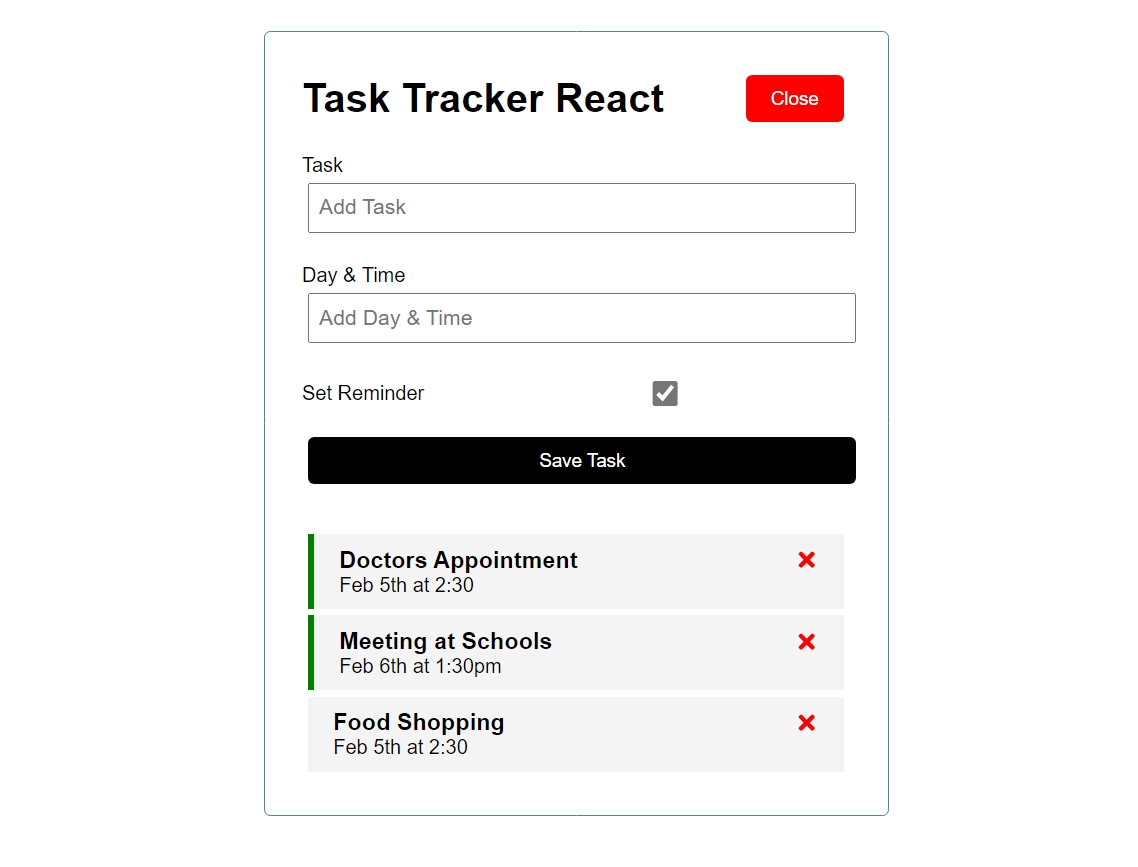 Task Tracker React
Close
Task
Add Task
Day & Time
Add Day & Time
Set Reminder
Save Task
Doctors Appointment
Feb 5th at 2:30
Meeting at Schools
Feb 6th at 1:30pm
Food Shopping
Feb 5th at 2:30